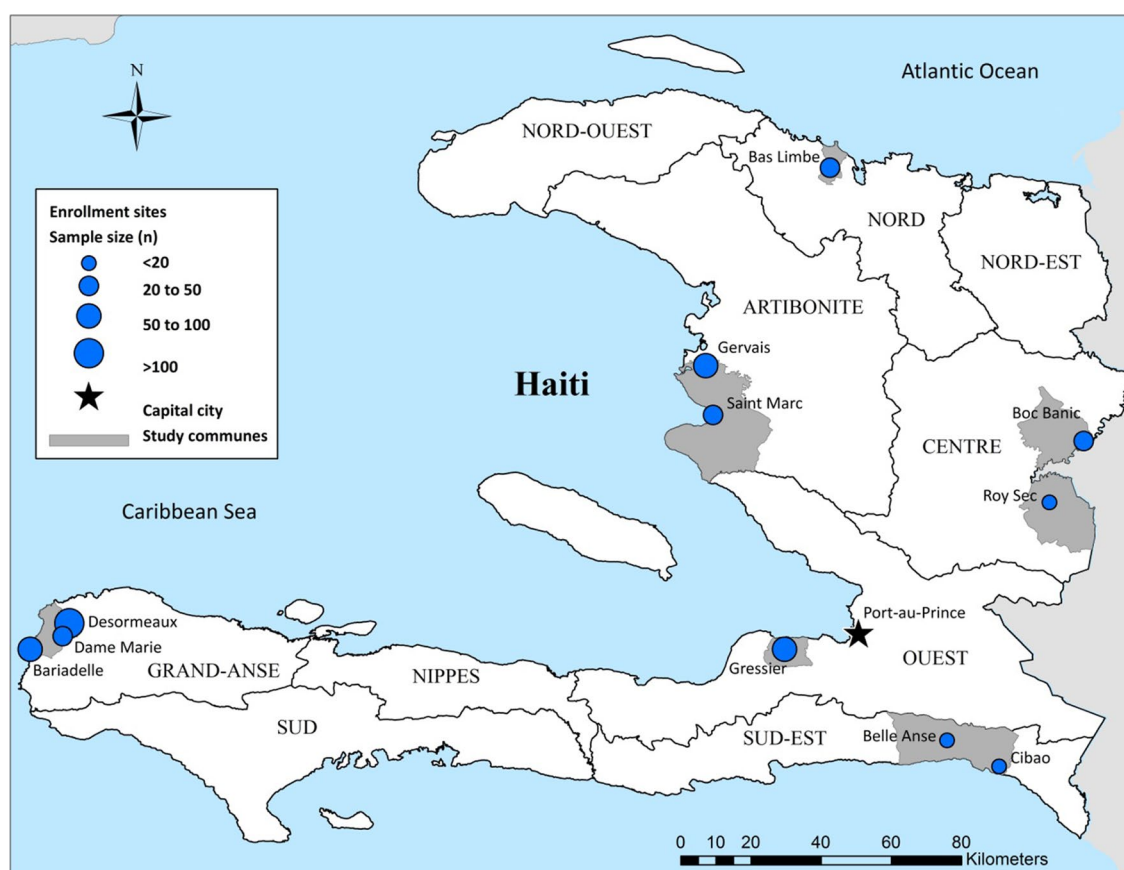 Atlantic Ocean
N
NORD-OUEST
Bas Limbe
NORD
NORD-EST
Enrollment sites
Sample size (n)
<20
20 to 50
50 to 100
>100
Capital city
Study communes
ARTIBONITE
Gervais
Haiti
Saint Marc
Boc Banic
CENTRE
Roy Sec
Caribbean Sea
Port-au-Prince
Desormeaux
Dame Marie
Bariadelle
GRAND-ANSE
NIPPES
Gressier
OUEST
SUD
SUD-EST
Belle Anse
Cibao
0 10 20 40 60 80
Kilometers